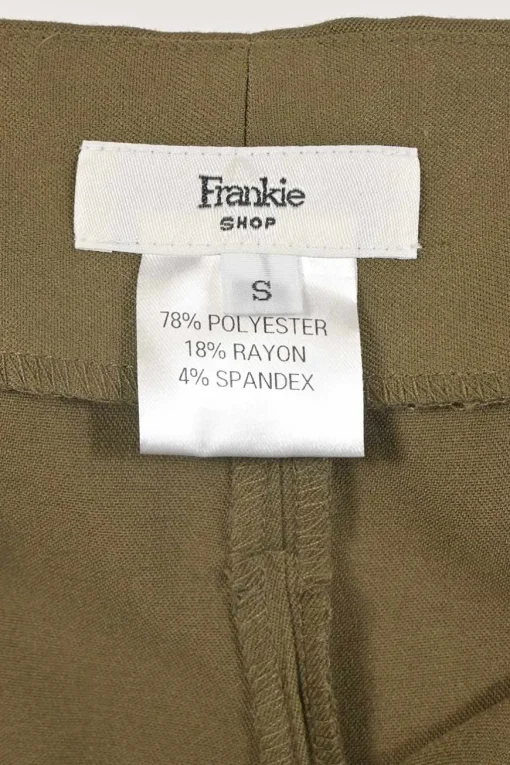 Frankie
SHOP
S
78% POLYESTER
18% RAYON
4% SPANDEX